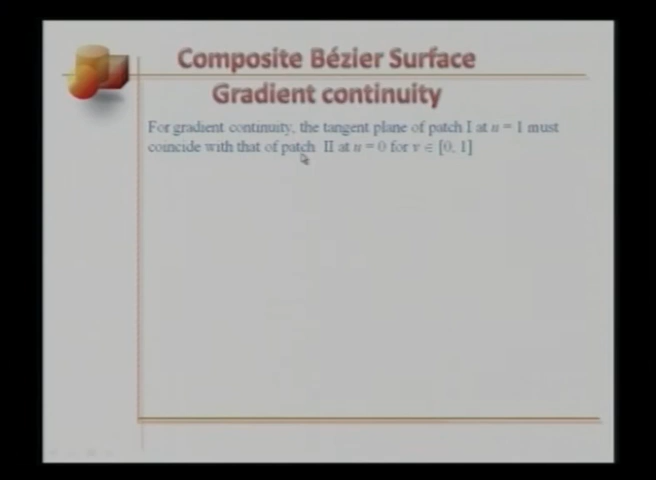 Composite Bézier Surface
Gradient continuity
For gradient continuity, the tangent plane of patch I at u = 1 must
coincide with that of patch II at u = 0 for v ∈ [0, 1]